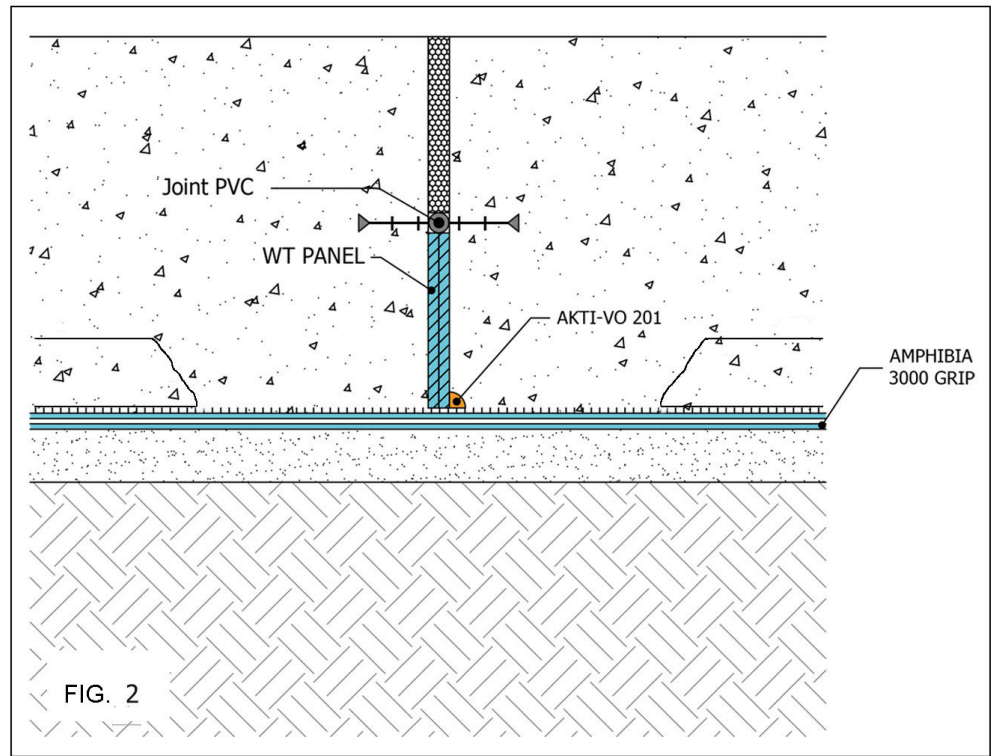 Joint PVC
WT PANEL
AKTI-VO 201
AMPHIBIA
3000 GRIP
FIG. 2